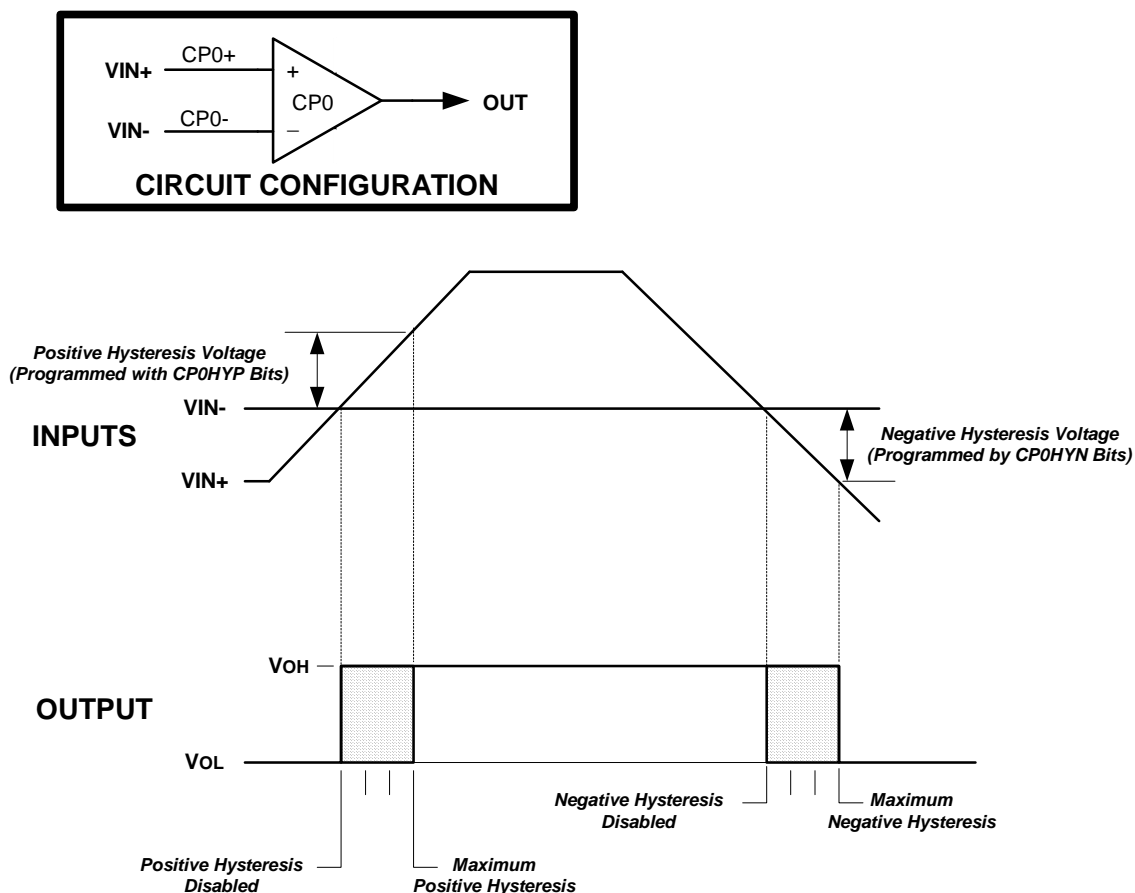 VIN+
CP0+
+
CP0
OUT
VIN-
CP0-
_
CIRCUIT CONFIGURATION
Positive Hysteresis Voltage
(Programmed with CP0HYP Bits)
VIN-
INPUTS
VIN+
Negative Hysteresis Voltage
(Programmed by CP0HYN Bits)
VOH
OUTPUT
VOL
Negative Hysteresis
Disabled
Maximum
Negative Hysteresis
Positive Hysteresis
Disabled
Maximum
Positive Hysteresis